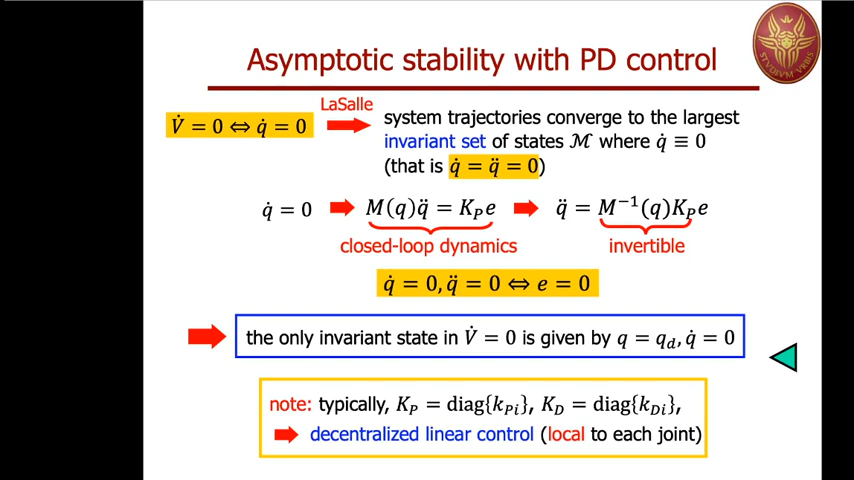 Asymptotic stability with PD control
LaSalle
V̇ = 0 ⇔ q̇ = 0
system trajectories converge to the largest
invariant set of states ℳ where q̇ ≡ 0
(that is q̇ = q̈ = 0)
q̇ = 0 M(q)q̈ = K_P e q̈ = M⁻¹(q)K_P e
closed-loop dynamics invertible
q̇ = 0, q̈ = 0 ⇔ e = 0
the only invariant state in V̇ = 0 is given by q = q_d, q̇ = 0
note: typically, K_P = diag{k_Pi}, K_D = diag{k_Di},
decentralized linear control (local to each joint)
STVDIVM VRBIS